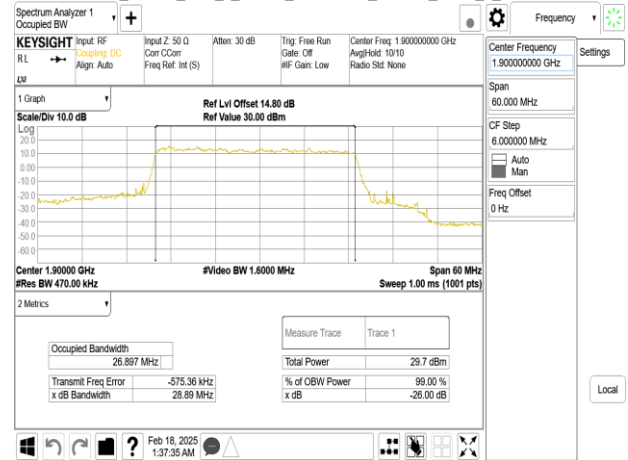 Spectrum Analyzer 1
Occupied BW
Frequency
KEYSIGHT
RL
LXI
Input: RF
Coupling: DC
Align: Auto
Input Z: 50 Ω
Corr CCorr
Freq Ref: Int (S)
Atten: 30 dB
Trig: Free Run
Gate: Off
#IF Gain: Low
Center Freq: 1.900000000 GHz
Avg|Hold: 10/10
Radio Std: None
Center Frequency
1.900000000 GHz
Settings
Span
60.000 MHz
CF Step
6.000000 MHz
Auto
Man
Freq Offset
0 Hz
Local
1 Graph
Scale/Div 10.0 dB
Ref Lvl Offset 14.80 dB
Ref Value 30.00 dBm
Log
20.0
10.0
0.00
-10.0
-20.0
-30.0
-40.0
-50.0
-60.0
Center 1.90000 GHz
#Res BW 470.00 kHz
#Video BW 1.6000 MHz
Span 60 MHz
Sweep 1.00 ms (1001 pts)
2 Metrics
Measure Trace Trace 1
Occupied Bandwidth
26.897 MHz
Total Power 29.7 dBm
Transmit Freq Error -575.36 kHz
% of OBW Power 99.00 %
x dB Bandwidth 28.89 MHz
x dB -26.00 dB
Feb 18, 2025
1:37:35 AM